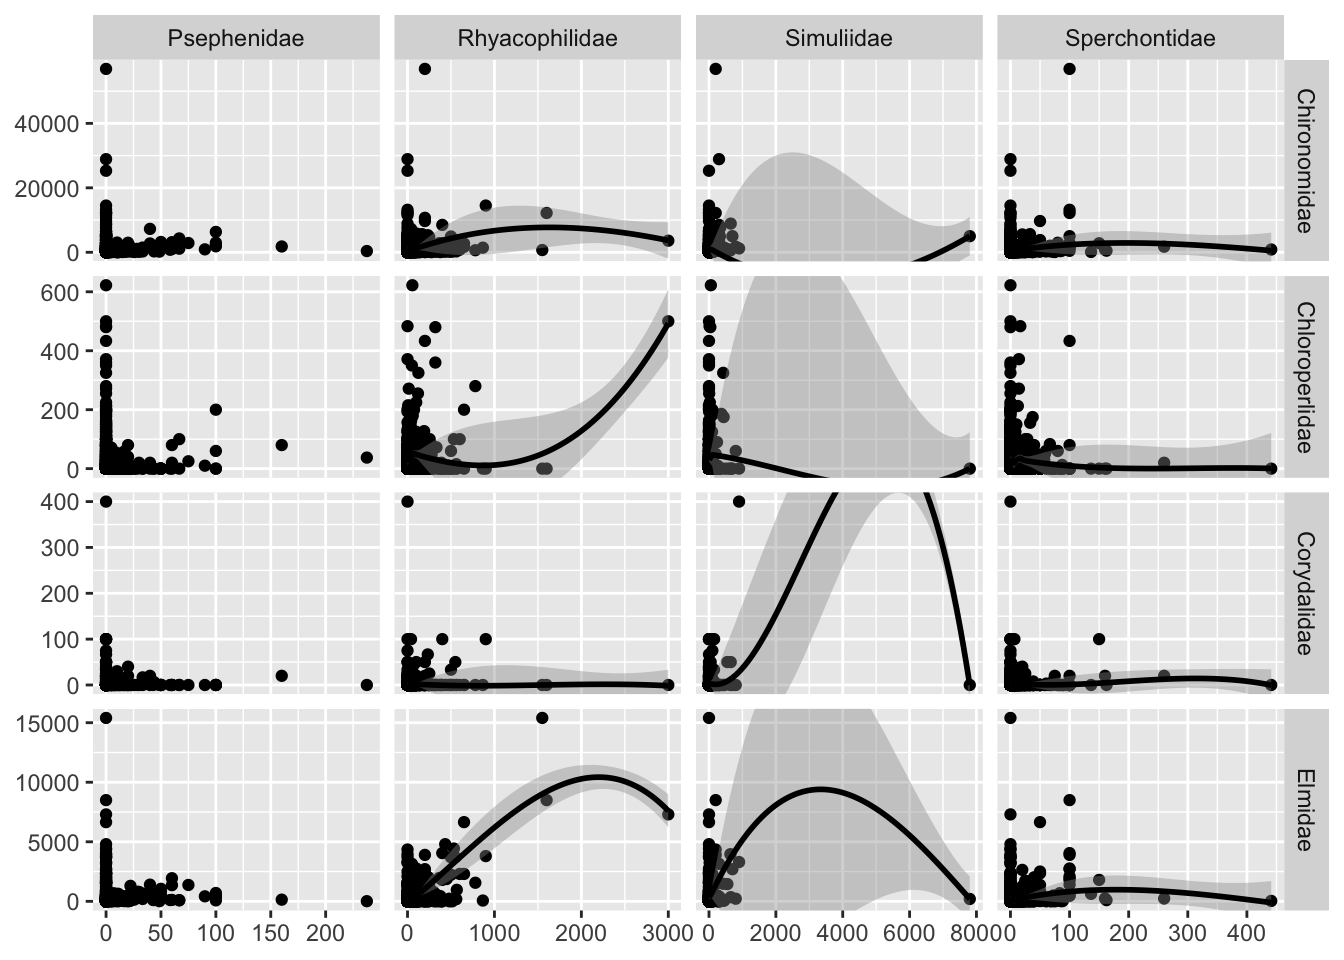 Psephenidae Rhyacophilidae Simuliidae Sperchontidae
Chironomidae
40000
20000
0
Chloroperlidae
600
400
200
0
Corydalidae
400
300
200
100
0
Elmidae
15000
10000
5000
0
0 50 100 150 200 0 1000 2000 3000 0 2000 4000 6000 8000 0 100 200 300 400